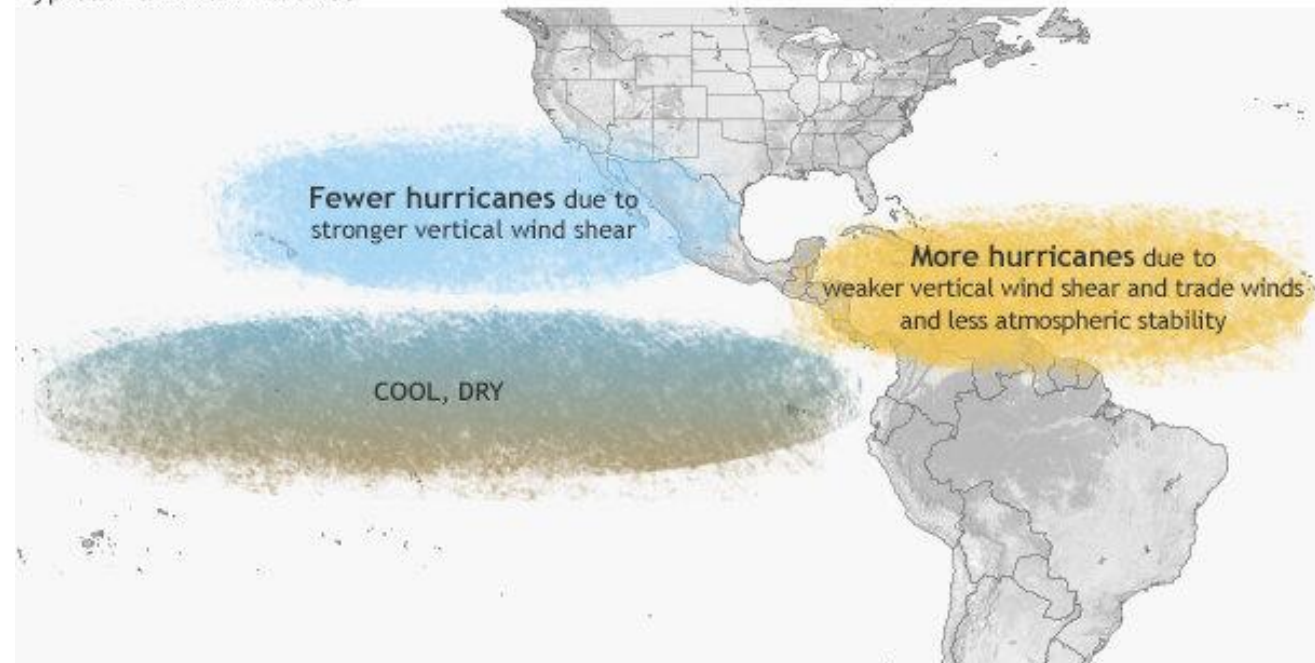 Fewer hurricanes due to
stronger vertical wind shear
More hurricanes due to
weaker vertical wind shear and trade winds
and less atmospheric stability
COOL, DRY